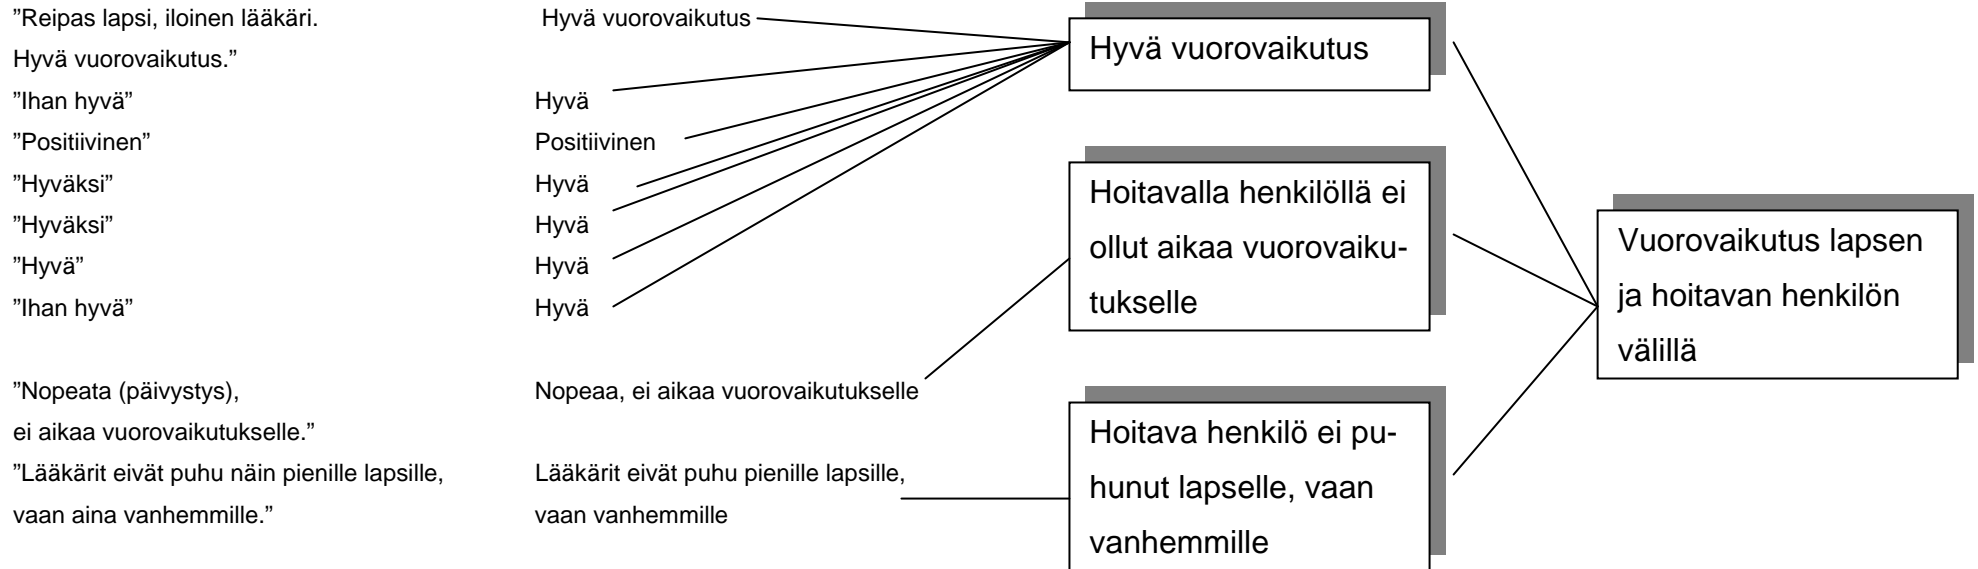 ”Reipas lapsi, iloinen lääkäri.
Hyvä vuorovaikutus.”
”Ihan hyvä”
”Positiivinen”
”Hyväksi”
”Hyväksi”
”Hyvä”
”Ihan hyvä”
”Nopeata (päivystys),
ei aikaa vuorovaikutukselle.”
”Lääkärit eivät puhu näin pienille lapsille,
vaan aina vanhemmille.”
Hyvä vuorovaikutus
Hyvä
Positiivinen
Hyvä
Hyvä
Hyvä
Hyvä
Nopeaa, ei aikaa vuorovaikutukselle
Lääkärit eivät puhu pienille lapsille,
vaan vanhemmille
Hyvä vuorovaikutus
Hoitavalla henkilöllä ei
ollut aikaa vuorovaiku-
tukselle
Hoitava henkilö ei pu-
hunut lapselle, vaan
vanhemmille
Vuorovaikutus lapsen
ja hoitavan henkilön
välillä